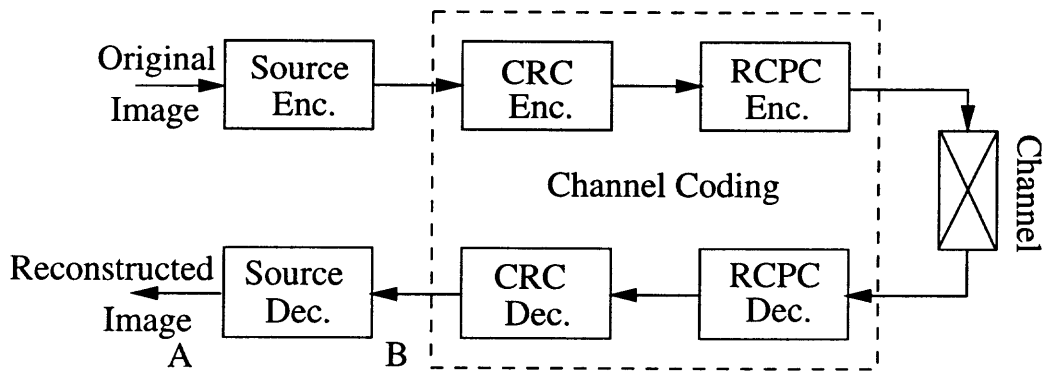 Original
Image
Source
Enc.
CRC
Enc.
RCPC
Enc.
Channel
Channel Coding
Reconstructed
Image
Source
Dec.
CRC
Dec.
RCPC
Dec.
A
B